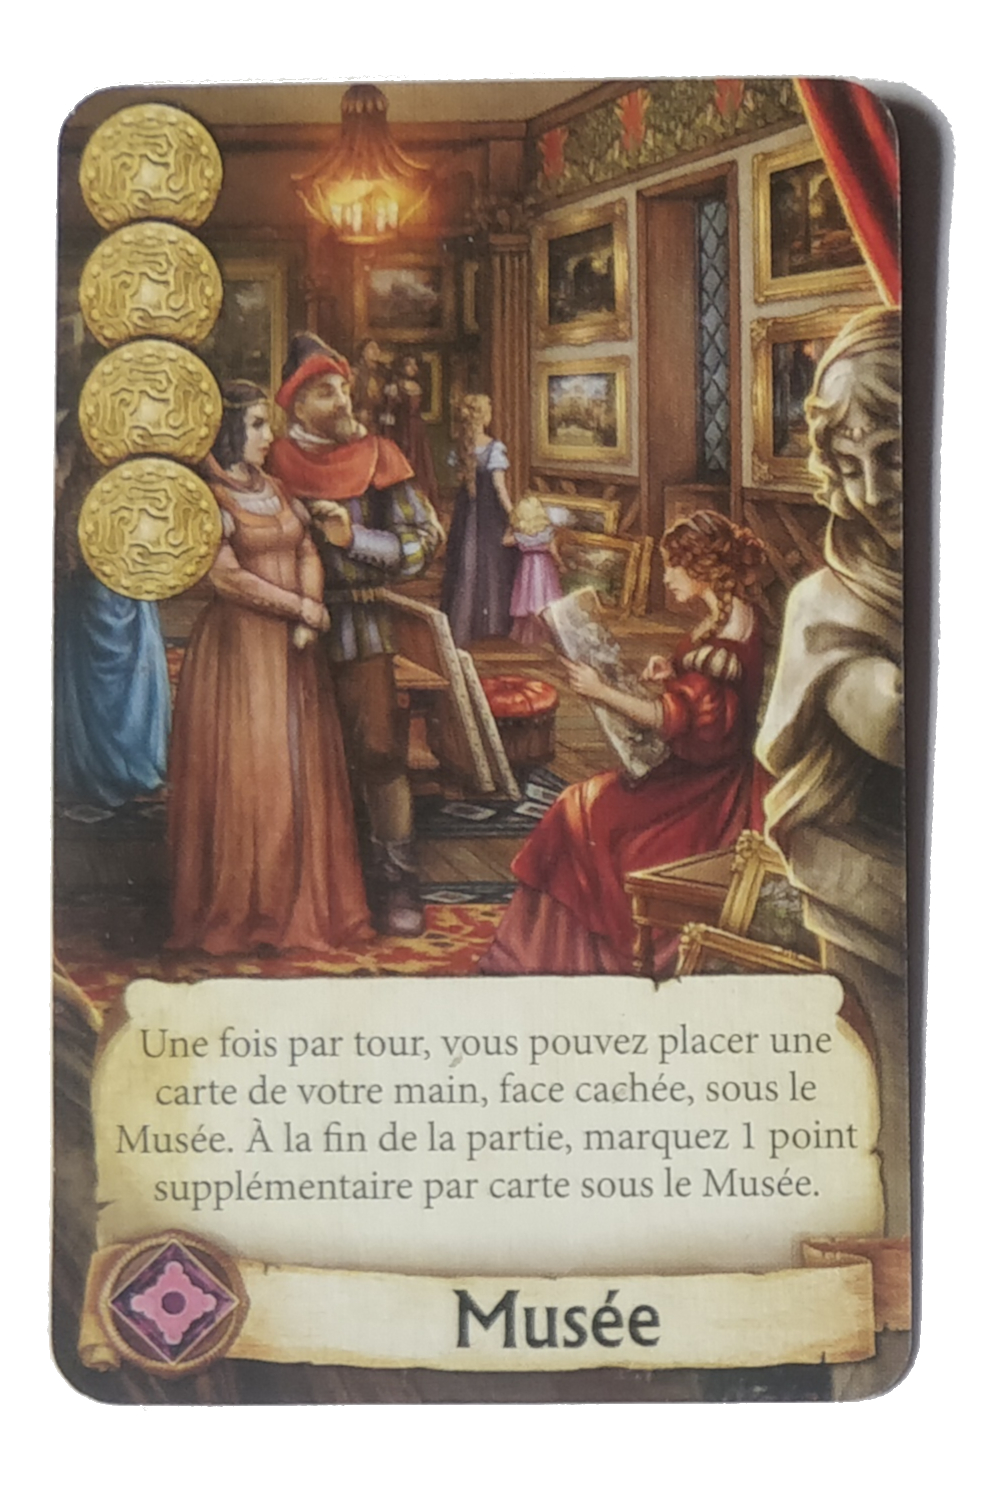 Une fois par tour, vous pouvez placer une
carte de votre main, face cachée, sous le
Musée. À la fin de la partie, marquez 1 point
supplémentaire par carte sous le Musée.
Musée